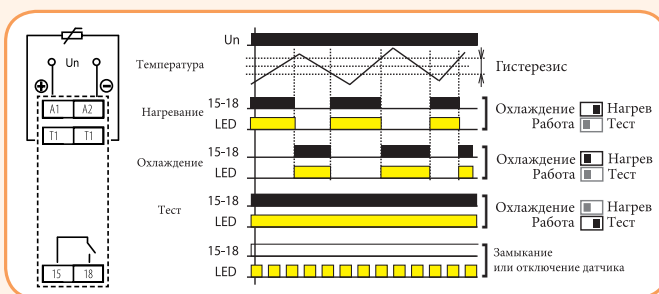 Un
A1 A2
T1 T1
15 18
Un
Температура
Гистерезис
Нагревание
15-18
LED
Охлаждение Нагрев
Работа Тест
Охлаждение
15-18
LED
Охлаждение Нагрев
Работа Тест
Тест
15-18
LED
Охлаждение Нагрев
Работа Тест
15-18
LED
Замыкание
или отключение датчика